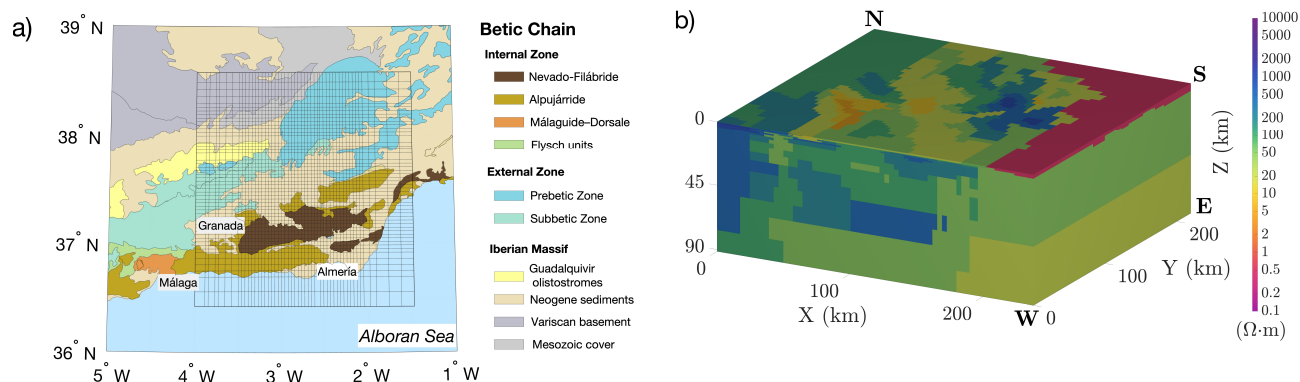 a)
39° N
38° N
37° N
36° N
5° W
4° W
3° W
2° W
1° W
Granada
Almería
Málaga
Alboran Sea
Betic Chain
Internal Zone
Nevado-Filábride
Alpujárride
Málaguide–Dorsale
Flysch units
External Zone
Prebetic Zone
Subbetic Zone
Iberian Massif
Guadalquivir
olistostromes
Neogene sediments
Variscan basement
Mesozoic cover
b)
N
S
E
W
0
45
90
Z (km)
0
100
200
X (km)
0
100
200
Y (km)
10000
5000
2000
1000
500
200
100
50
20
10
5
2
1
0.5
0.2
0.1
(Ω·m)